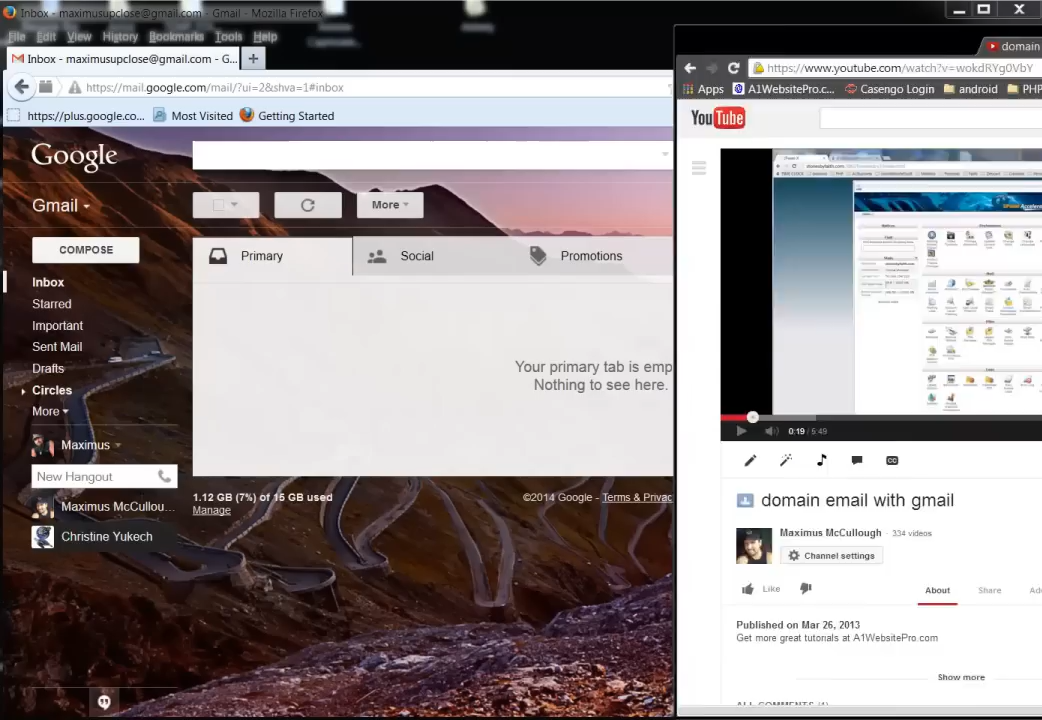 Inbox - maximusupclose@gmail.com - Gmail - Mozilla Firefox
File Edit View History Bookmarks Tools Help
Inbox - maximusupclose@gmail.com - G... +
https://mail.google.com/mail/?ui=2&shva=1#inbox
https://plus.google.co... Most Visited Getting Started
Google
Gmail
More
COMPOSE
Primary
Social
Promotions
Inbox
Starred
Important
Sent Mail
Drafts
Circles
More
Your primary tab is emp
Nothing to see here.
Maximus
New Hangout
Maximus McCullou...
Christine Yukech
1.12 GB (7%) of 15 GB used
Manage
©2014 Google - Terms & Privac
domain
https://www.youtube.com/watch?v=wokdRYg0VbY
Apps A1WebsitePro.c... Casengo Login android PHP
YouTube
0:19 / 5:49
domain email with gmail
Maximus McCullough · 334 videos
Channel settings
Like
About Share Ad
Published on Mar 26, 2013
Get more great tutorials at A1WebsitePro.com
Show more
ALL COMMENTS (4)